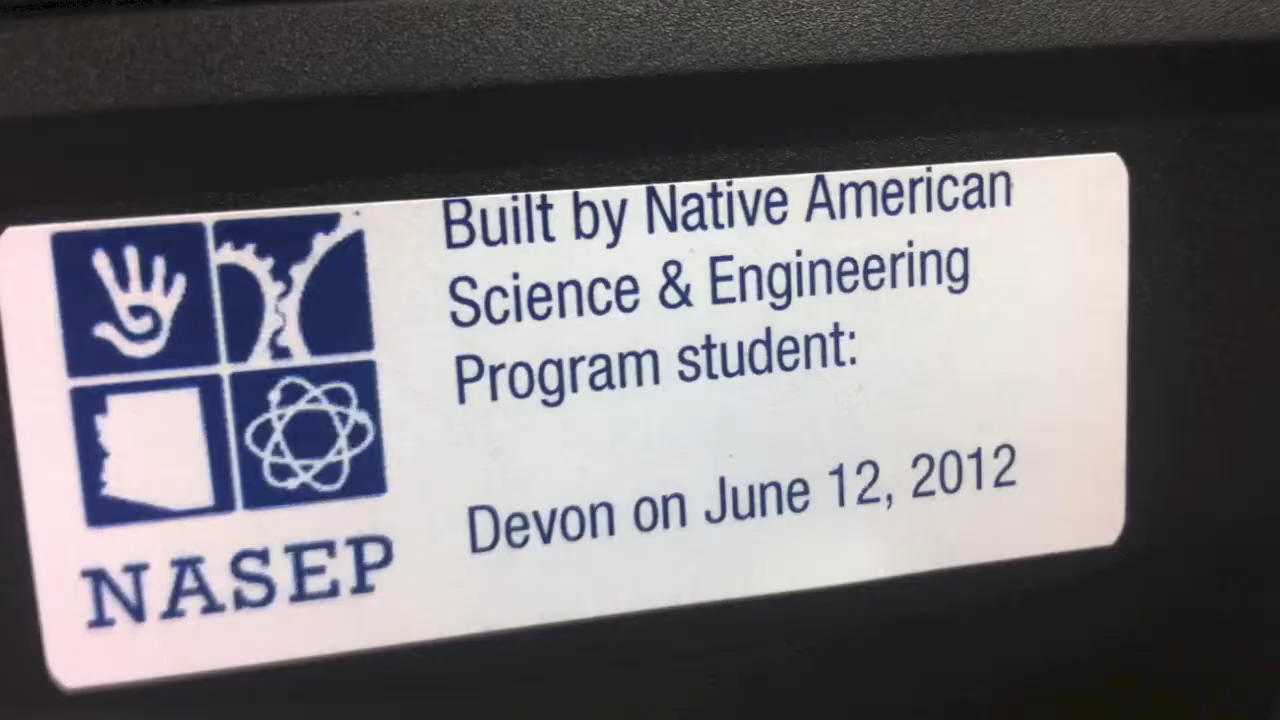 Built by Native American
Science & Engineering
Program student:
Devon on June 12, 2012
NASEP